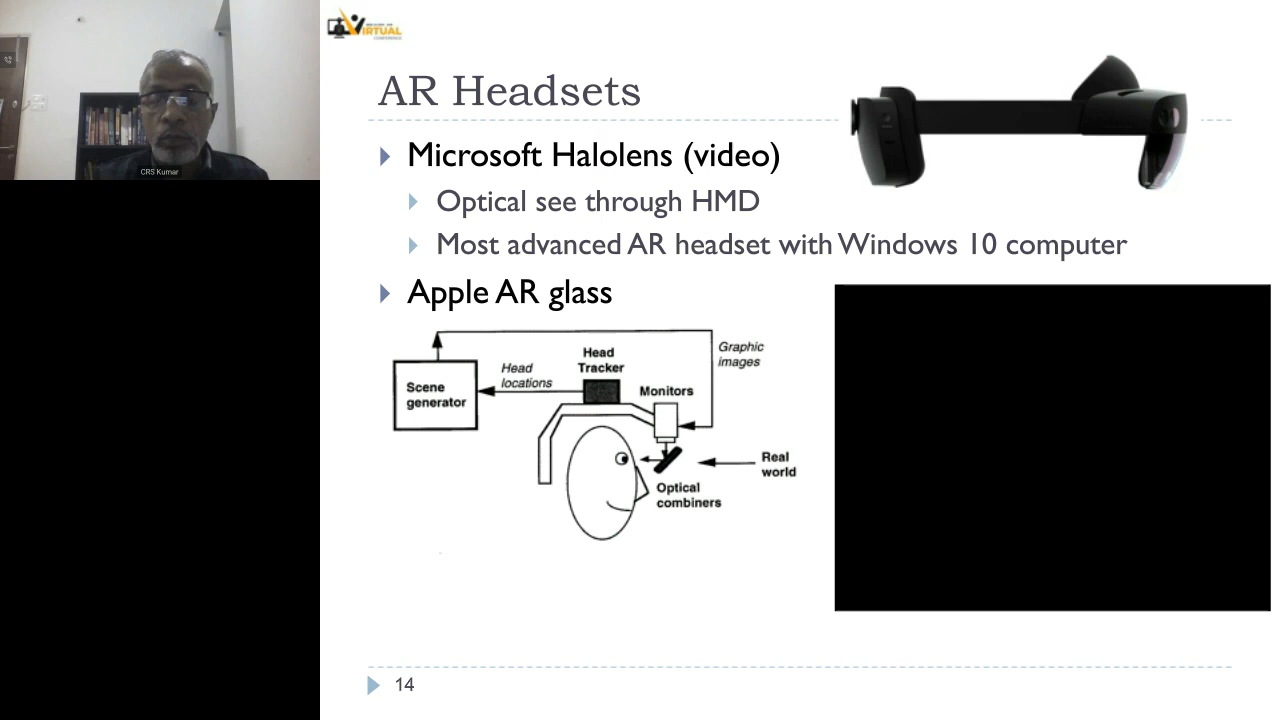 CRS Kumar
VIRTUAL
CONFERENCE
AR Headsets
Microsoft Halolens (video)
Optical see through HMD
Most advanced AR headset with Windows 10 computer
Apple AR glass
Head
Tracker
Graphic
images
Head
locations
Scene
generator
Monitors
Real
world
Optical
combiners
14